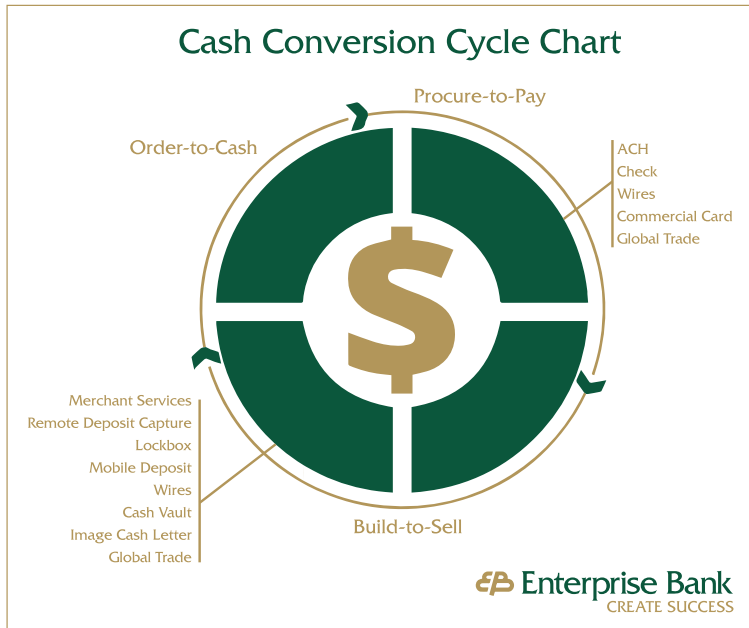 Cash Conversion Cycle Chart
Procure-to-Pay
Order-to-Cash
ACH
Check
Wires
Commercial Card
Global Trade
$
Merchant Services
Remote Deposit Capture
Lockbox
Mobile Deposit
Wires
Cash Vault
Image Cash Letter
Global Trade
Build-to-Sell
EB Enterprise Bank
CREATE SUCCESS